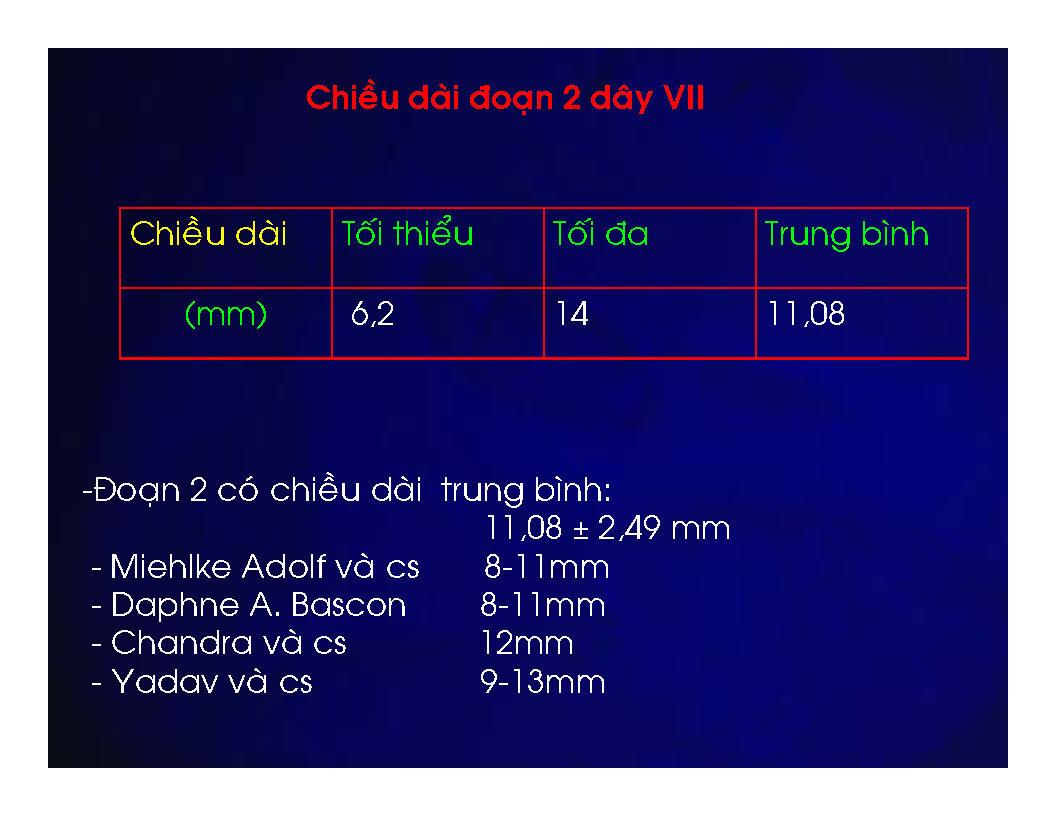 Chiều dài đoạn 2 dây VII
Chiều dài Tối thiểu Tối đa Trung bình
(mm) 6,2 14 11,08
-Đoạn 2 có chiều dài trung bình:
11,08 ± 2,49 mm
- Miehlke Adolf và cs 8-11mm
- Daphne A. Bascon 8-11mm
- Chandra và cs 12mm
- Yadav và cs 9-13mm